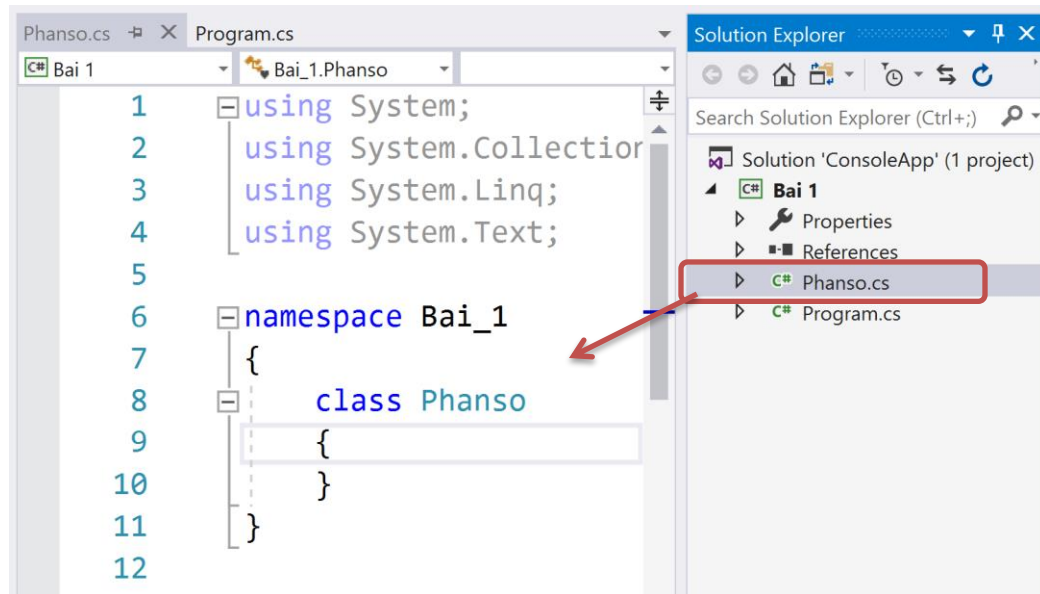 Phanso.cs Program.cs
C# Bai 1 Bai_1.Phanso
1 using System;
2 using System.Collection
3 using System.Linq;
4 using System.Text;
5
6 namespace Bai_1
7 {
8 class Phanso
9 {
10 }
11 }
12
Solution Explorer
Search Solution Explorer (Ctrl+;)
Solution 'ConsoleApp' (1 project)
C# Bai 1
Properties
References
C# Phanso.cs
C# Program.cs